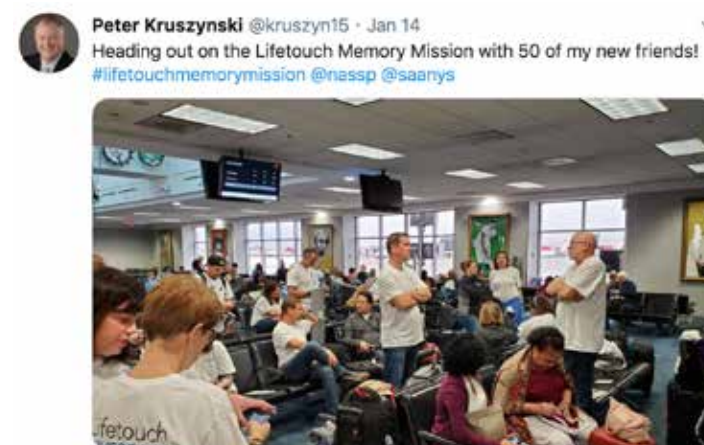 Peter Kruszynski @kruszyn15 · Jan 14
Heading out on the Lifetouch Memory Mission with 50 of my new friends!
#lifetouchmemorymission @nassp @saanys
ifetouch